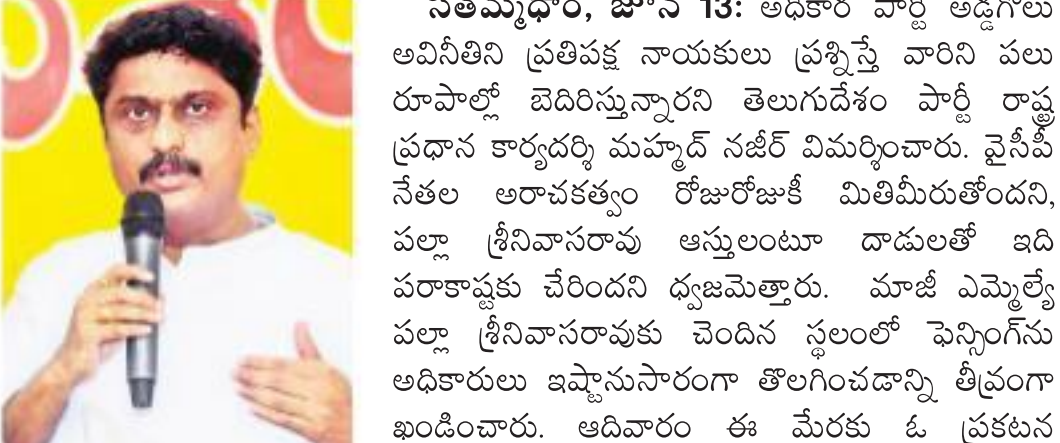 సీతమ్మధార, జూన్ 13: అధికార పార్టీ అడ్డగోలు
అవినీతిని ప్రతిపక్ష నాయకులు ప్రశ్నిస్తే వారిని పలు
రూపాల్లో బెదిరిస్తున్నారని తెలుగుదేశం పార్టీ రాష్ట్ర
ప్రధాన కార్యదర్శి మహ్మద్ నజీర్ విమర్శించారు. వైసీపీ
నేతల అరాచకత్వం రోజురోజుకీ మితిమీరుతోందని,
పల్లా శ్రీనివాసరావు ఆస్తులంటూ దాడులతో ఇది
పరాకాష్టకు చేరిందని ధ్వజమెత్తారు. మాజీ ఎమ్మెల్యే
పల్లా శ్రీనివాసరావుకు చెందిన స్థలంలో ఫెన్సింగ్‌ను
అధికారులు ఇష్టానుసారంగా తొలగించడాన్ని తీవ్రంగా
ఖండించారు. ఆదివారం ఈ మేరకు ఓ ప్రకటన